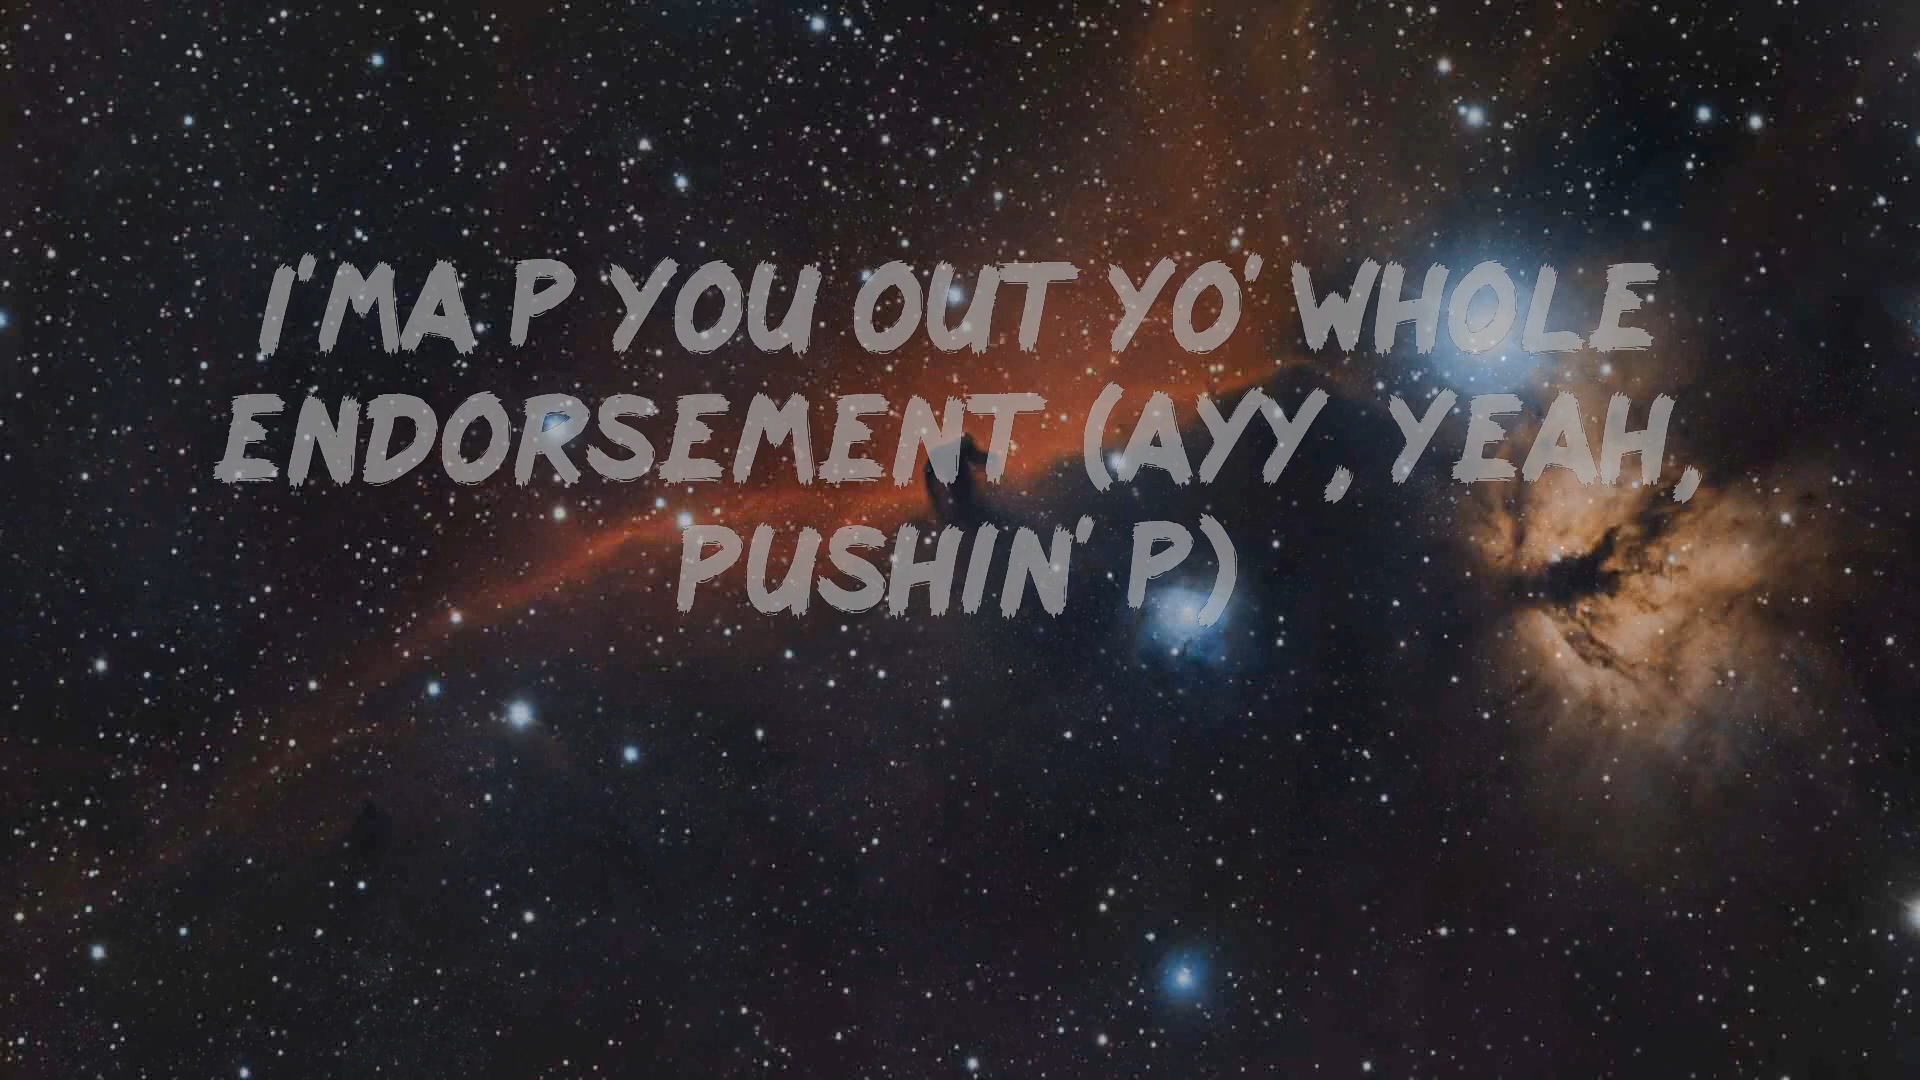 I'MA P YOU OUT YO' WHOLE
ENDORSEMENT (AYY, YEAH,
PUSHIN' P)